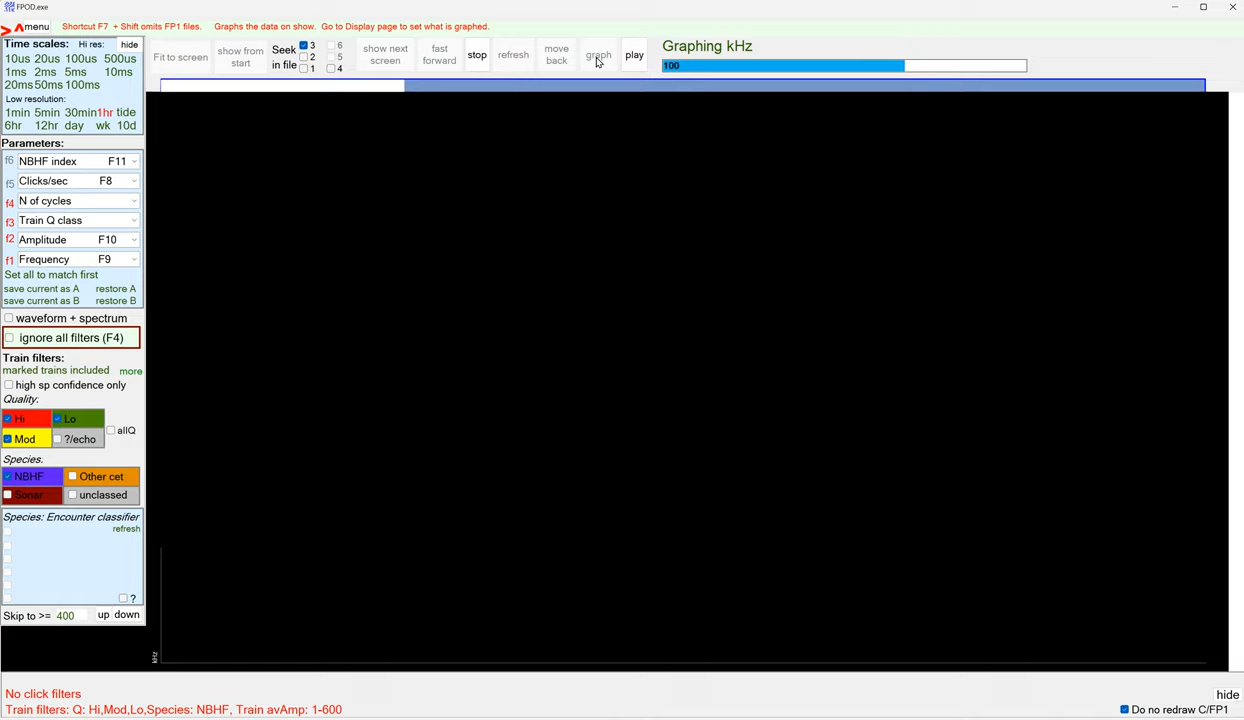 FPOD.exe
menu
Shortcut F7 + Shift omits FP1 files. Graphs the data on show. Go to Display page to set what is graphed.
Time scales: Hi res: hide
10us 20us 100us 500us
1ms 2ms 5ms 10ms
20ms 50ms 100ms
Low resolution:
1min 5min 30min 1hr tide
6hr 12hr day wk 10d
Fit to screen
show from start
Seek in file
3 6
2 5
1 4
show next screen
fast forward
stop
refresh
move back
graph
play
Graphing kHz
100
Parameters:
f6 NBHF index F11
f5 Clicks/sec F8
f4 N of cycles
f3 Train Q class
f2 Amplitude F10
f1 Frequency F9
Set all to match first
save current as A restore A
save current as B restore B
waveform + spectrum
ignore all filters (F4)
Train filters:
marked trains included more
high sp confidence only
Quality:
Hi Lo
allQ
Mod ?/echo
Species:
NBHF Other cet
Sonar unclassed
Species: Encounter classifier
refresh
?
Skip to >= 400 up down
kHz
No click filters
Train filters: Q: Hi,Mod,Lo,Species: NBHF, Train avAmp: 1-600
hide
Do no redraw C/FP1